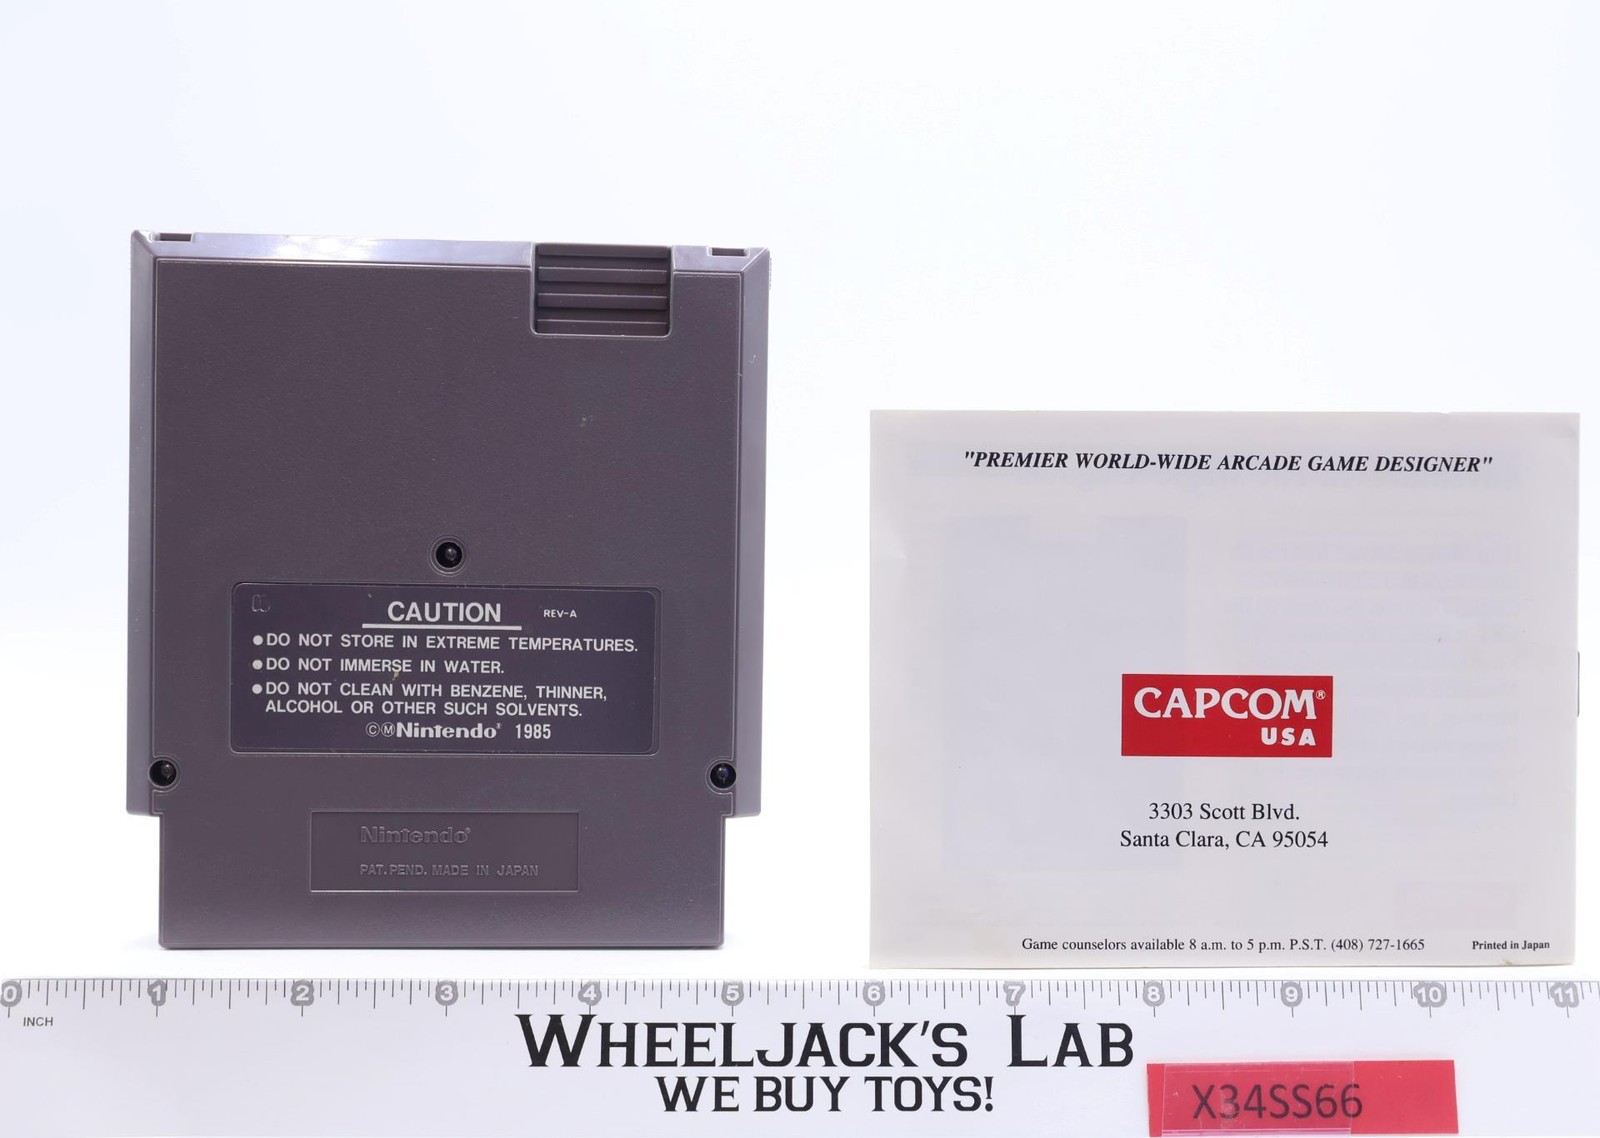 CAUTION REV-A
●DO NOT STORE IN EXTREME TEMPERATURES.
●DO NOT IMMERSE IN WATER.
●DO NOT CLEAN WITH BENZENE, THINNER,
ALCOHOL OR OTHER SUCH SOLVENTS.
©ⓂNintendo® 1985
Nintendo®
PAT. PEND. MADE IN JAPAN
"PREMIER WORLD-WIDE ARCADE GAME DESIGNER"
CAPCOM®
USA
3303 Scott Blvd.
Santa Clara, CA 95054
Game counselors available 8 a.m. to 5 p.m. P.S.T. (408) 727-1665 Printed in Japan
0 1 2 3 4 5 6 7 8 9 10 11
INCH
WHEELJACK'S LAB
WE BUY TOYS!
X34SS66